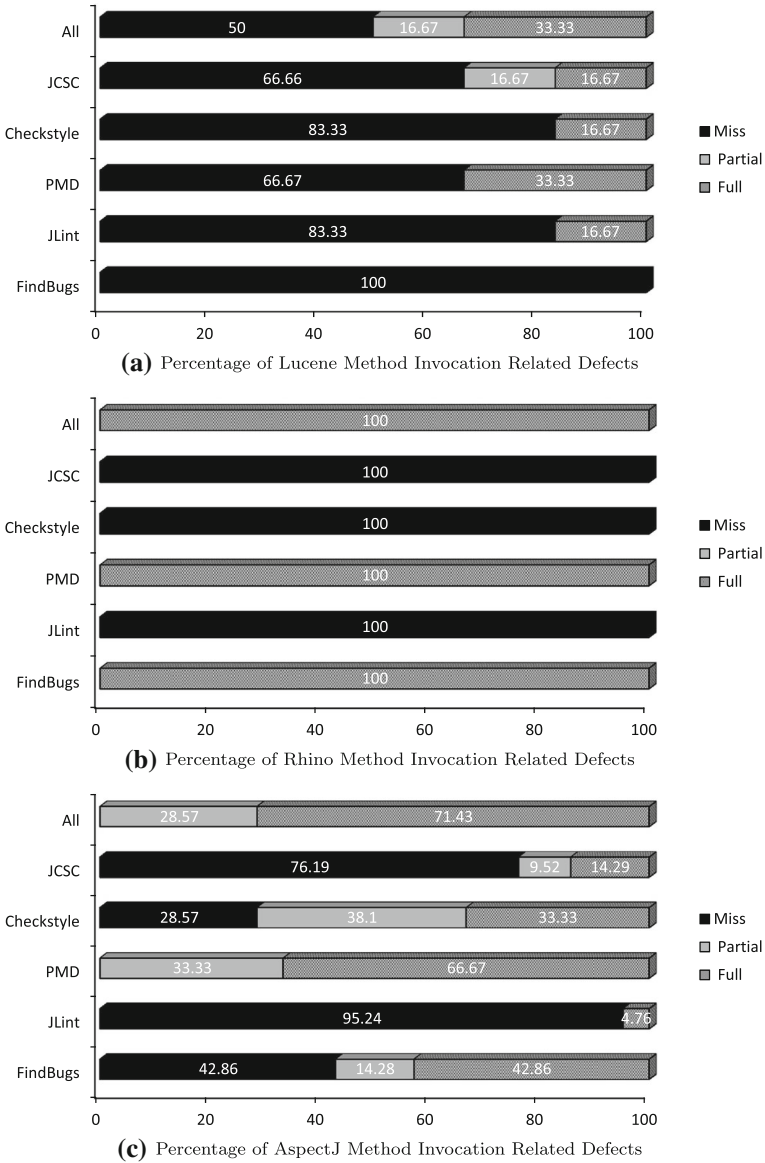 All 50 16.67 33.33
JCSC 66.66 16.67 16.67
Checkstyle 83.33 16.67
PMD 66.67 33.33
JLint 83.33 16.67
FindBugs 100
0 20 40 60 80 100
Miss
Partial
Full
(a) Percentage of Lucene Method Invocation Related Defects
All 100
JCSC 100
Checkstyle 100
PMD 100
JLint 100
FindBugs 100
0 20 40 60 80 100
Miss
Partial
Full
(b) Percentage of Rhino Method Invocation Related Defects
All 28.57 71.43
JCSC 76.19 9.52 14.29
Checkstyle 28.57 38.1 33.33
PMD 33.33 66.67
JLint 95.24 4.76
FindBugs 42.86 14.28 42.86
0 20 40 60 80 100
Miss
Partial
Full
(c) Percentage of AspectJ Method Invocation Related Defects